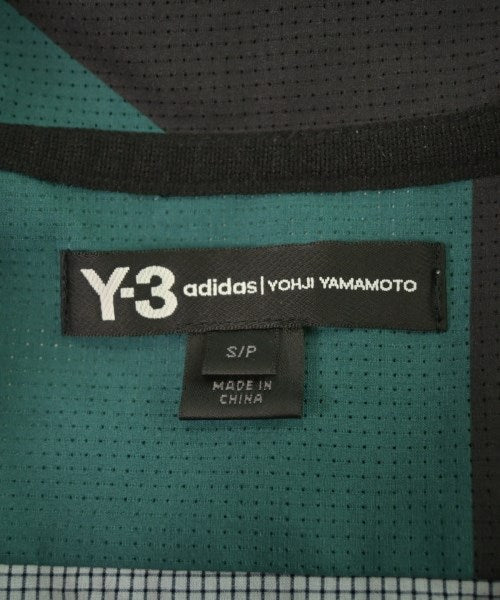 Y-3 adidas | YOHJI YAMAMOTO
S/P
MADE IN
CHINA